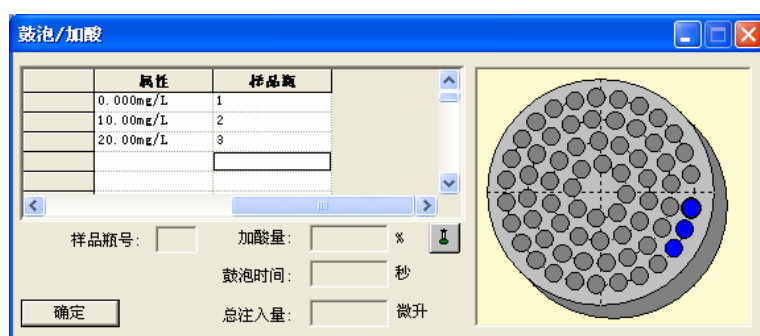 鼓泡/加酸
属性 样品瓶
0.000mg/L 1
10.00mg/L 2
20.00mg/L 3
样品瓶号: 加酸量: %
鼓泡时间: 秒
确定 总注入量: 微升